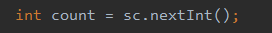 int count = sc.nextInt();